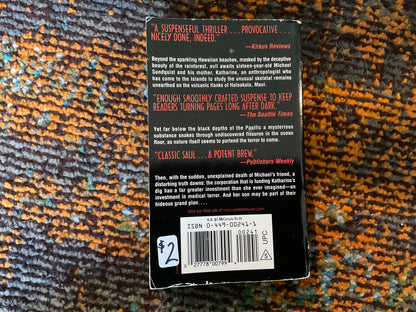 "A SUSPENSEFUL THRILLER . . . PROVOCATIVE . . .
NICELY DONE, INDEED."
—Kirkus Reviews
Beyond the sparkling Hawaiian beaches, masked by the deceptive
beauty of the rainforest, evil awaits sixteen-year-old Michael
Sundquist and his mother, Katharine, an anthropologist who
has come to the Islands to study the unusual skeletal remains
unearthed on the volcanic flanks of Haleakala, Maui.
"ENOUGH SMOOTHLY CRAFTED SUSPENSE TO KEEP
READERS TURNING PAGES LONG AFTER DARK."
—The Seattle Times
Yet far below the black depths of the Pacific a mysterious
substance snakes through undiscovered fissures in the ocean
floor, as nature itself seems to portend the terror to come.
"CLASSIC SAUL . . . A POTENT BREW."
—Publishers Weekly
Then, with the sudden, unexplained death of Michael's friend, a
disturbing truth dawns; the corporation that is funding Katharine's
dig has a far greater investment than she ever imagined—an
investment in medical terror. And her son may be part of their
hideous grand plan. . . .
$2
ISBN 0-449-00241-1
00241
0 27778 00799
UPC